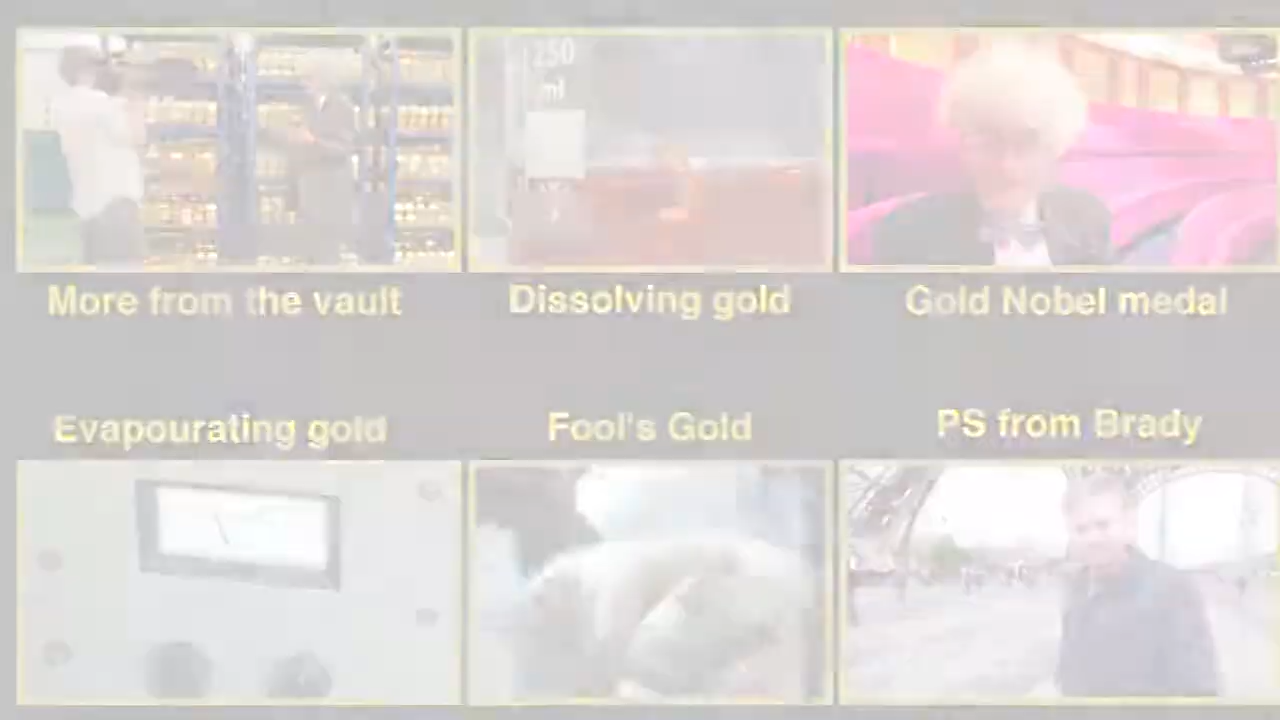 250
ml
More from the vault
Dissolving gold
Gold Nobel medal
Evapourating gold
Fool's Gold
PS from Brady